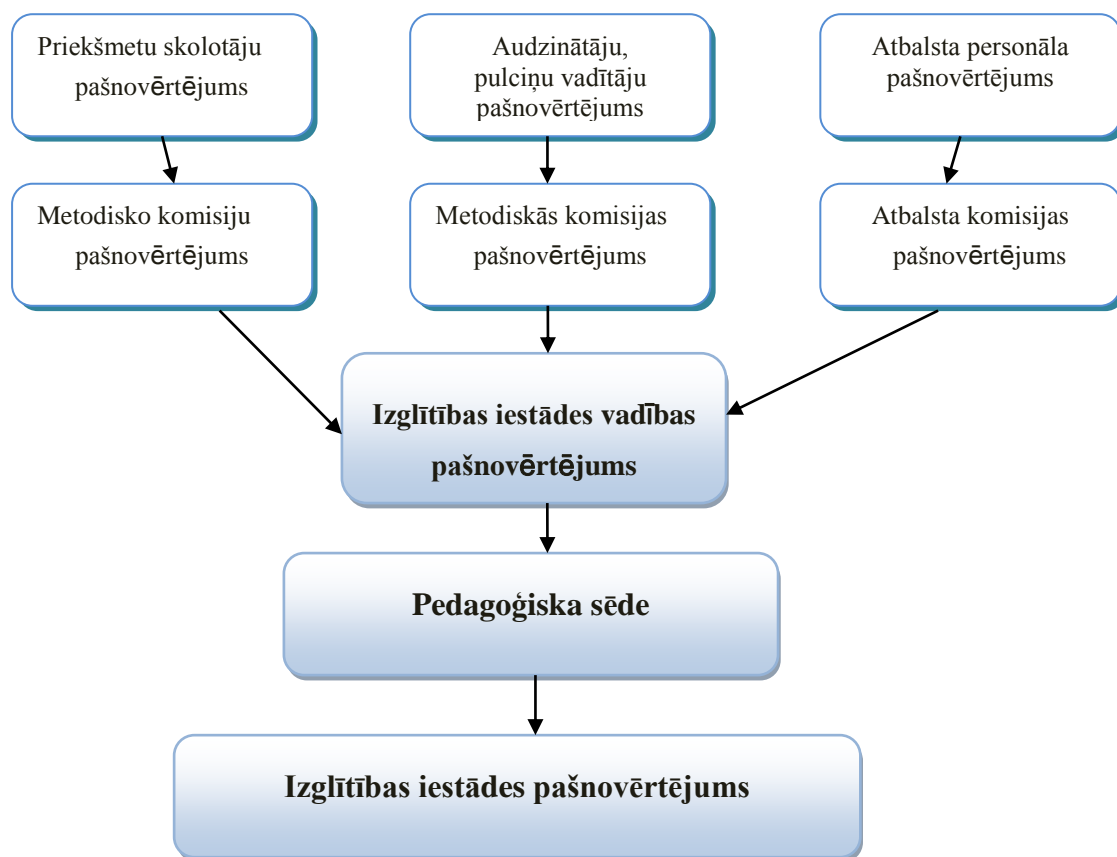 Priekšmetu skolotāju
pašnovērtējums
Audzinātāju,
pulciņu vadītāju
pašnovērtējums
Atbalsta personāla
pašnovērtējums
Metodisko komisiju
pašnovērtējums
Metodiskās komisijas
pašnovērtējums
Atbalsta komisijas
pašnovērtējums
Izglītības iestādes vadības
pašnovērtējums
Pedagoģiska sēde
Izglītības iestādes pašnovērtējums